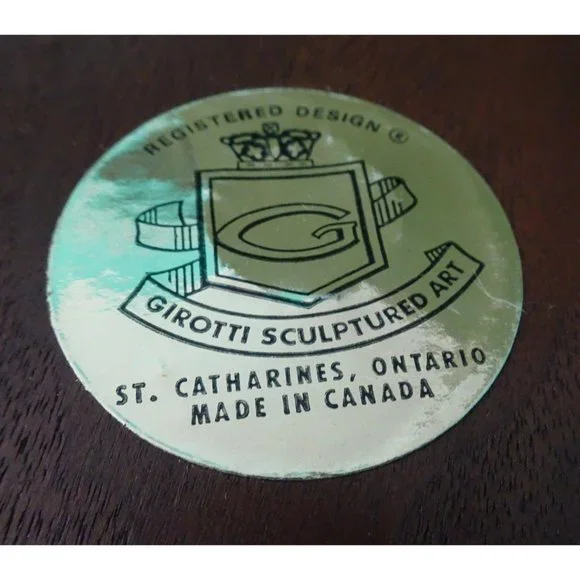 REGISTERED DESIGN ®
G
GIROTTI SCULPTURED ART
ST. CATHARINES, ONTARIO
MADE IN CANADA